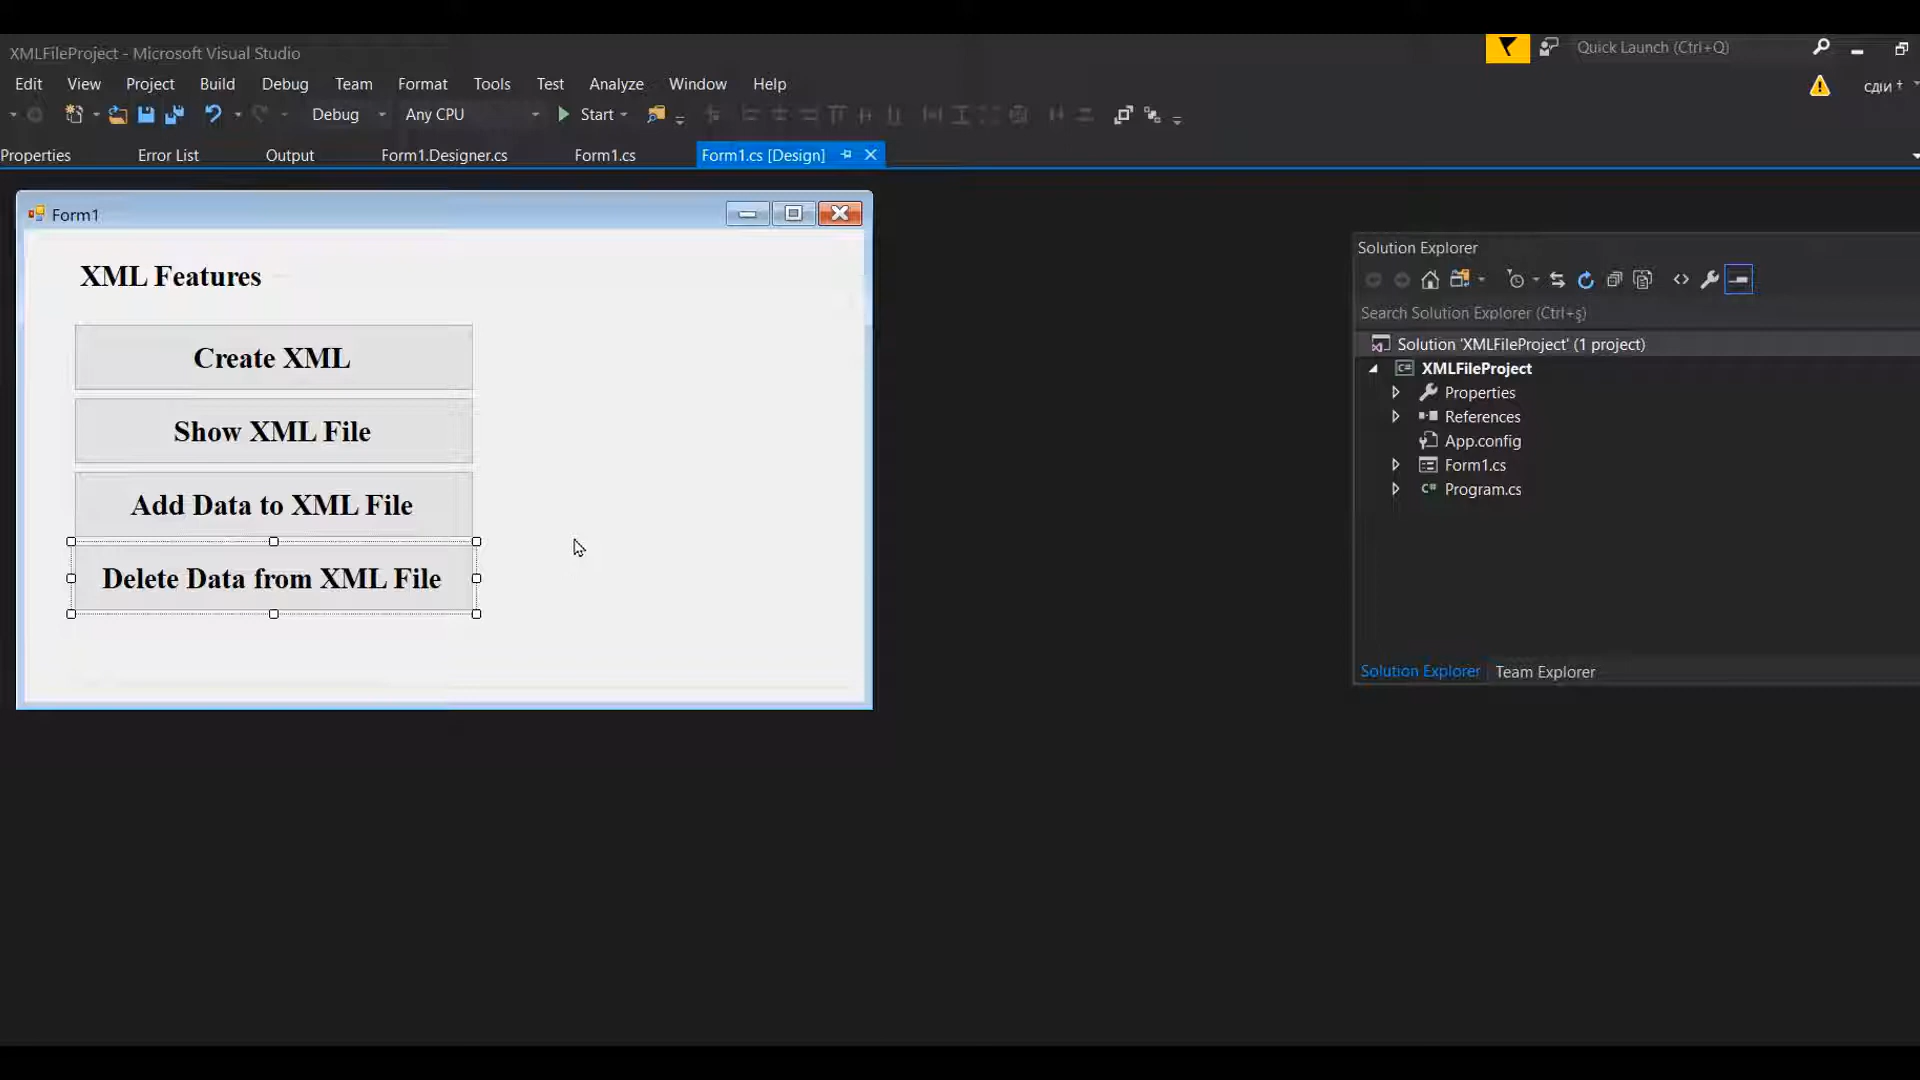 XMLFileProject - Microsoft Visual Studio
Quick Launch (Ctrl+Q)
Edit View Project Build Debug Team Format Tools Test Analyze Window Help
Debug Any CPU Start
Properties Error List Output Form1.Designer.cs Form1.cs Form1.cs [Design]
Form1
XML Features
Create XML
Show XML File
Add Data to XML File
Delete Data from XML File
Solution Explorer
Search Solution Explorer (Ctrl+ş)
Solution 'XMLFileProject' (1 project)
C# XMLFileProject
Properties
References
App.config
Form1.cs
C# Program.cs
Solution Explorer Team Explorer